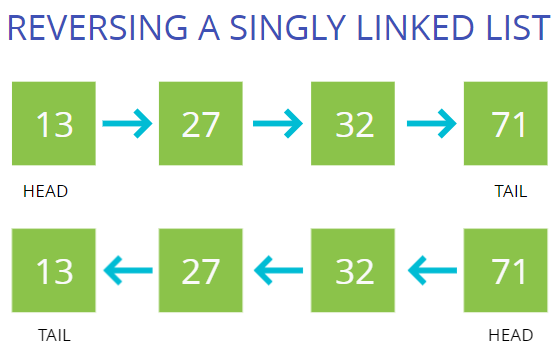 REVERSING A SINGLY LINKED LIST
13 27 32 71
HEAD TAIL
13 27 32 71
TAIL HEAD